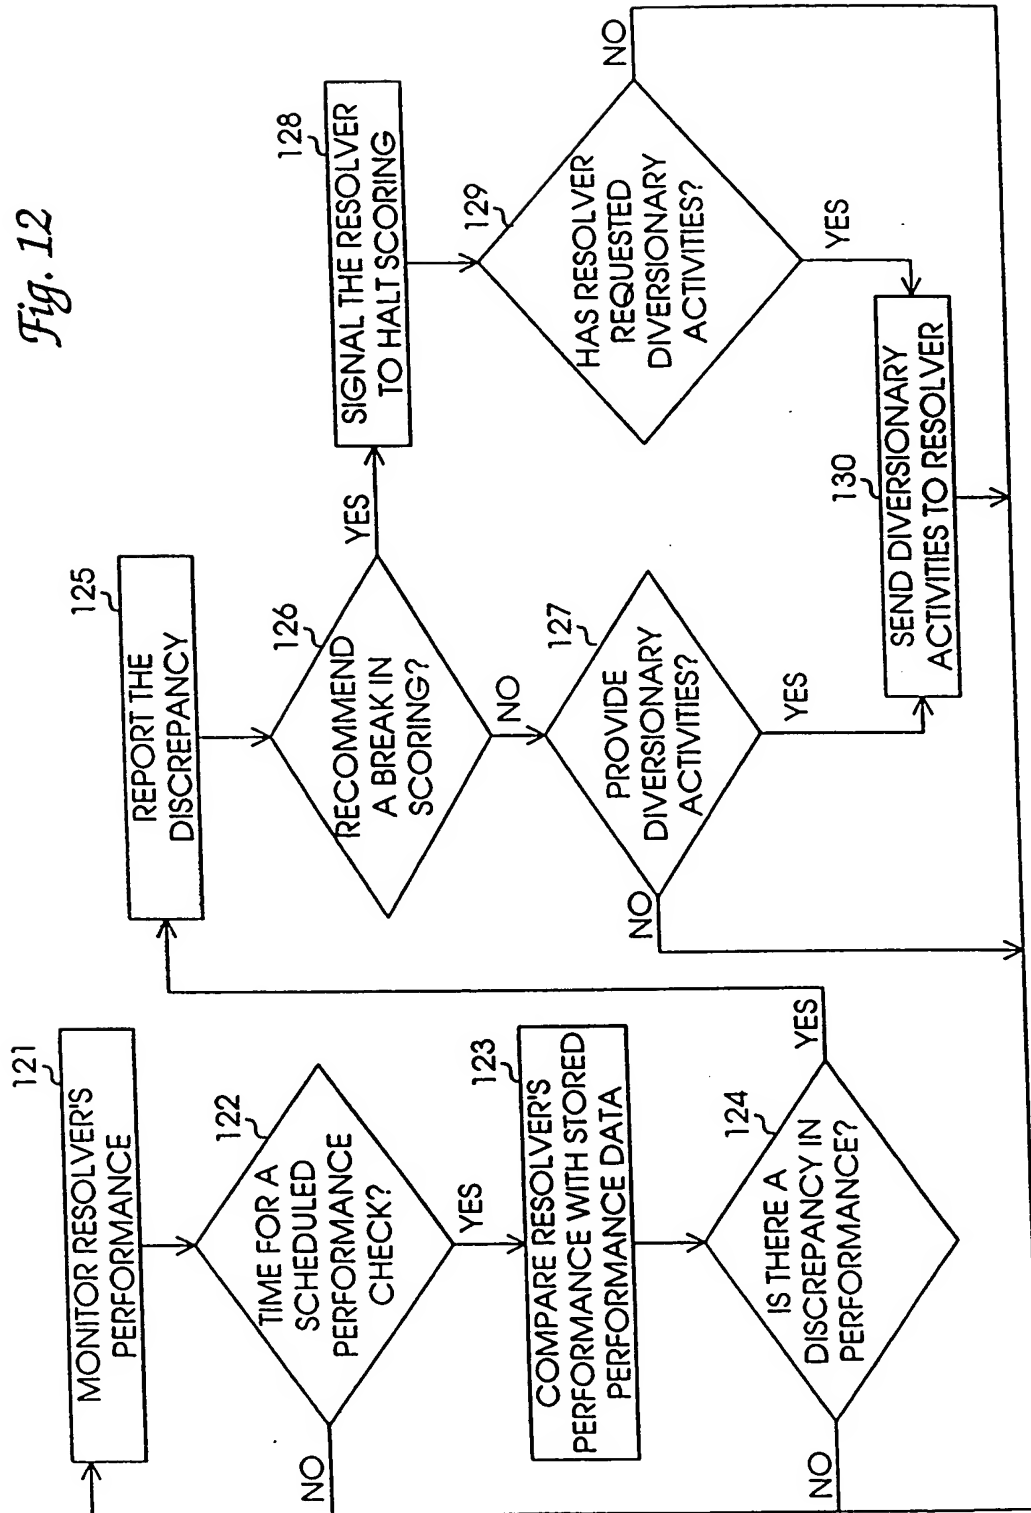 Fig. 12
121
MONITOR RESOLVER'S
PERFORMANCE
122
TIME FOR A
SCHEDULED
PERFORMANCE
CHECK?
NO
YES
123
COMPARE RESOLVER'S
PERFORMANCE WITH STORED
PERFORMANCE DATA
124
IS THERE A
DISCREPANCY IN
PERFORMANCE?
NO
YES
125
REPORT THE
DISCREPANCY
126
RECOMMEND
A BREAK IN
SCORING?
YES
NO
127
PROVIDE
DIVERSIONARY
ACTIVITIES?
NO
YES
128
SIGNAL THE RESOLVER
TO HALT SCORING
129
HAS RESOLVER
REQUESTED
DIVERSIONARY
ACTIVITIES?
NO
YES
130
SEND DIVERSIONARY
ACTIVITIES TO RESOLVER